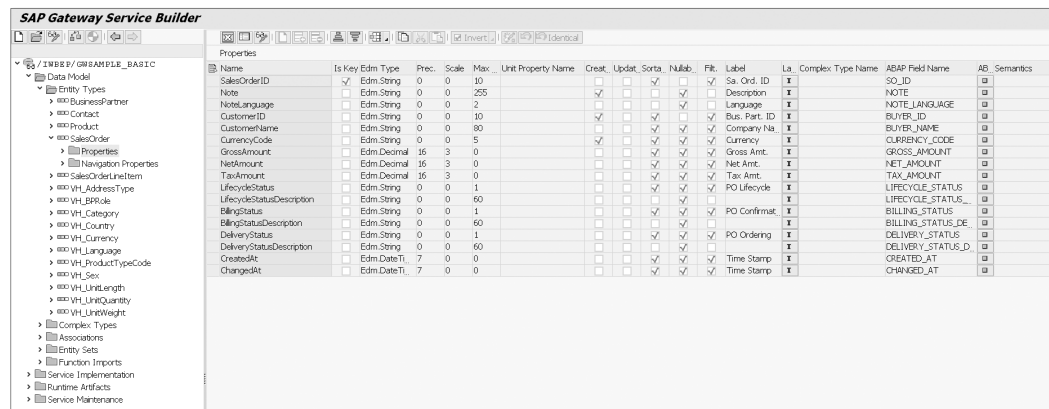 SAP Gateway Service Builder
Invert
Identical
/IWBEP/GWSAMPLE_BASIC
Data Model
Entity Types
BusinessPartner
Contact
Product
SalesOrder
Properties
Navigation Properties
SalesOrderLineItem
VH_AddressType
VH_BPRole
VH_Category
VH_Country
VH_Currency
VH_Language
VH_ProductTypeCode
VH_Sex
VH_UnitLength
VH_UnitQuantity
VH_UnitWeight
Complex Types
Associations
Entity Sets
Function Imports
Service Implementation
Runtime Artifacts
Service Maintenance
Properties
Name Is Key Edm Type Prec. Scale Max Unit Property Name Creat Updat Sorta Nullab Filt. Label La Complex Type Name ABAP Field Name AB Semantics
SalesOrderID Edm.String 0 0 10 Sa. Ord. ID SO_ID
Note Edm.String 0 0 255 Description NOTE
NoteLanguage Edm.String 0 0 2 Language NOTE_LANGUAGE
CustomerID Edm.String 0 0 10 Bus. Part. ID BUYER_ID
CustomerName Edm.String 0 0 80 Company Na BUYER_NAME
CurrencyCode Edm.String 0 0 5 Currency CURRENCY_CODE
GrossAmount Edm.Decimal 16 3 0 Gross Amt. GROSS_AMOUNT
NetAmount Edm.Decimal 16 3 0 Net Amt. NET_AMOUNT
TaxAmount Edm.Decimal 16 3 0 Tax Amt. TAX_AMOUNT
LifecycleStatus Edm.String 0 0 1 PO Lifecycle LIFECYCLE_STATUS
LifecycleStatusDescription Edm.String 0 0 60 LIFECYCLE_STATUS_
BillingStatus Edm.String 0 0 1 PO Confirmat BILLING_STATUS
BillingStatusDescription Edm.String 0 0 60 BILLING_STATUS_DE
DeliveryStatus Edm.String 0 0 1 PO Ordering DELIVERY_STATUS
DeliveryStatusDescription Edm.String 0 0 60 DELIVERY_STATUS_D
CreatedAt Edm.DateTi 7 0 0 Time Stamp CREATED_AT
ChangedAt Edm.DateTi 7 0 0 Time Stamp CHANGED_AT